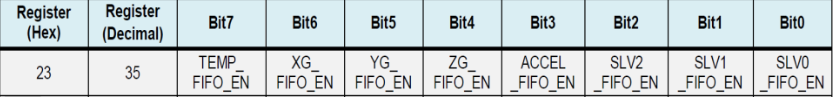 Register (Hex) Register (Decimal) Bit7 Bit6 Bit5 Bit4 Bit3 Bit2 Bit1 Bit0
23 35 TEMP_ FIFO_EN XG_ FIFO_EN YG_ FIFO_EN ZG_ FIFO_EN ACCEL _FIFO_EN SLV2 _FIFO_EN SLV1 _FIFO_EN SLV0 _FIFO_EN